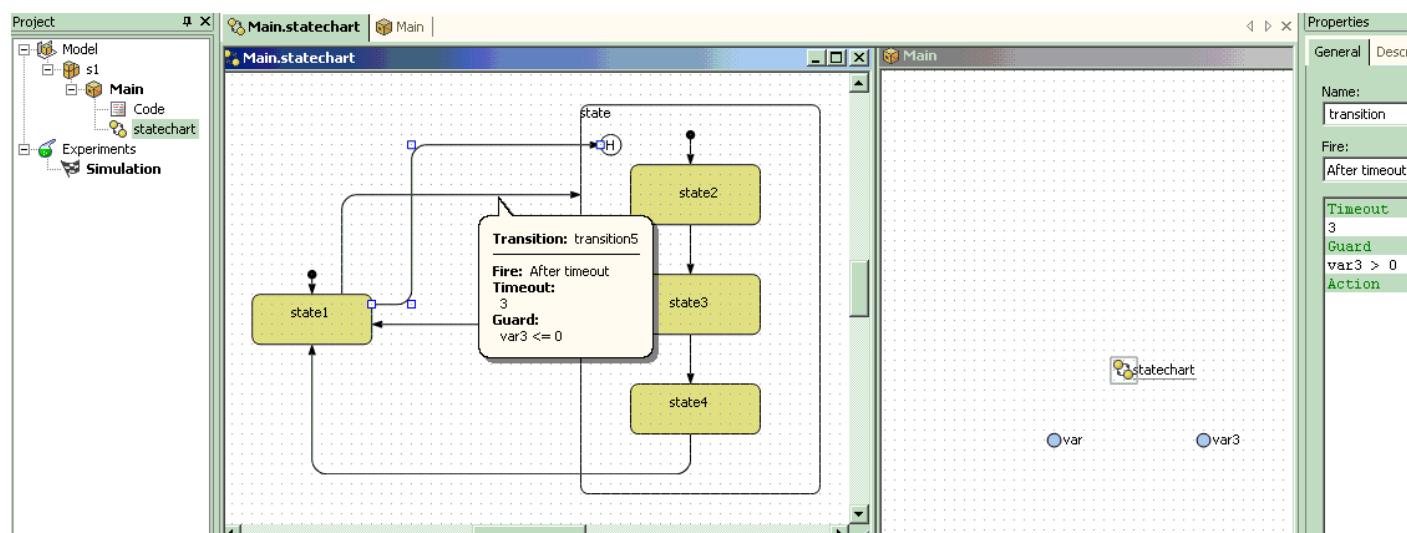 Project
Main.statechart
Main
Properties
Model
s1
Main
Code
statechart
Experiments
Simulation
Main.statechart
state
H
state2
Transition: transition5
Fire: After timeout
Timeout:
3
Guard:
var3 <= 0
state1
state3
state4
Main
statechart
var
var3
General
Name:
transition
Fire:
After timeout
Timeout
3
Guard
var3 > 0
Action